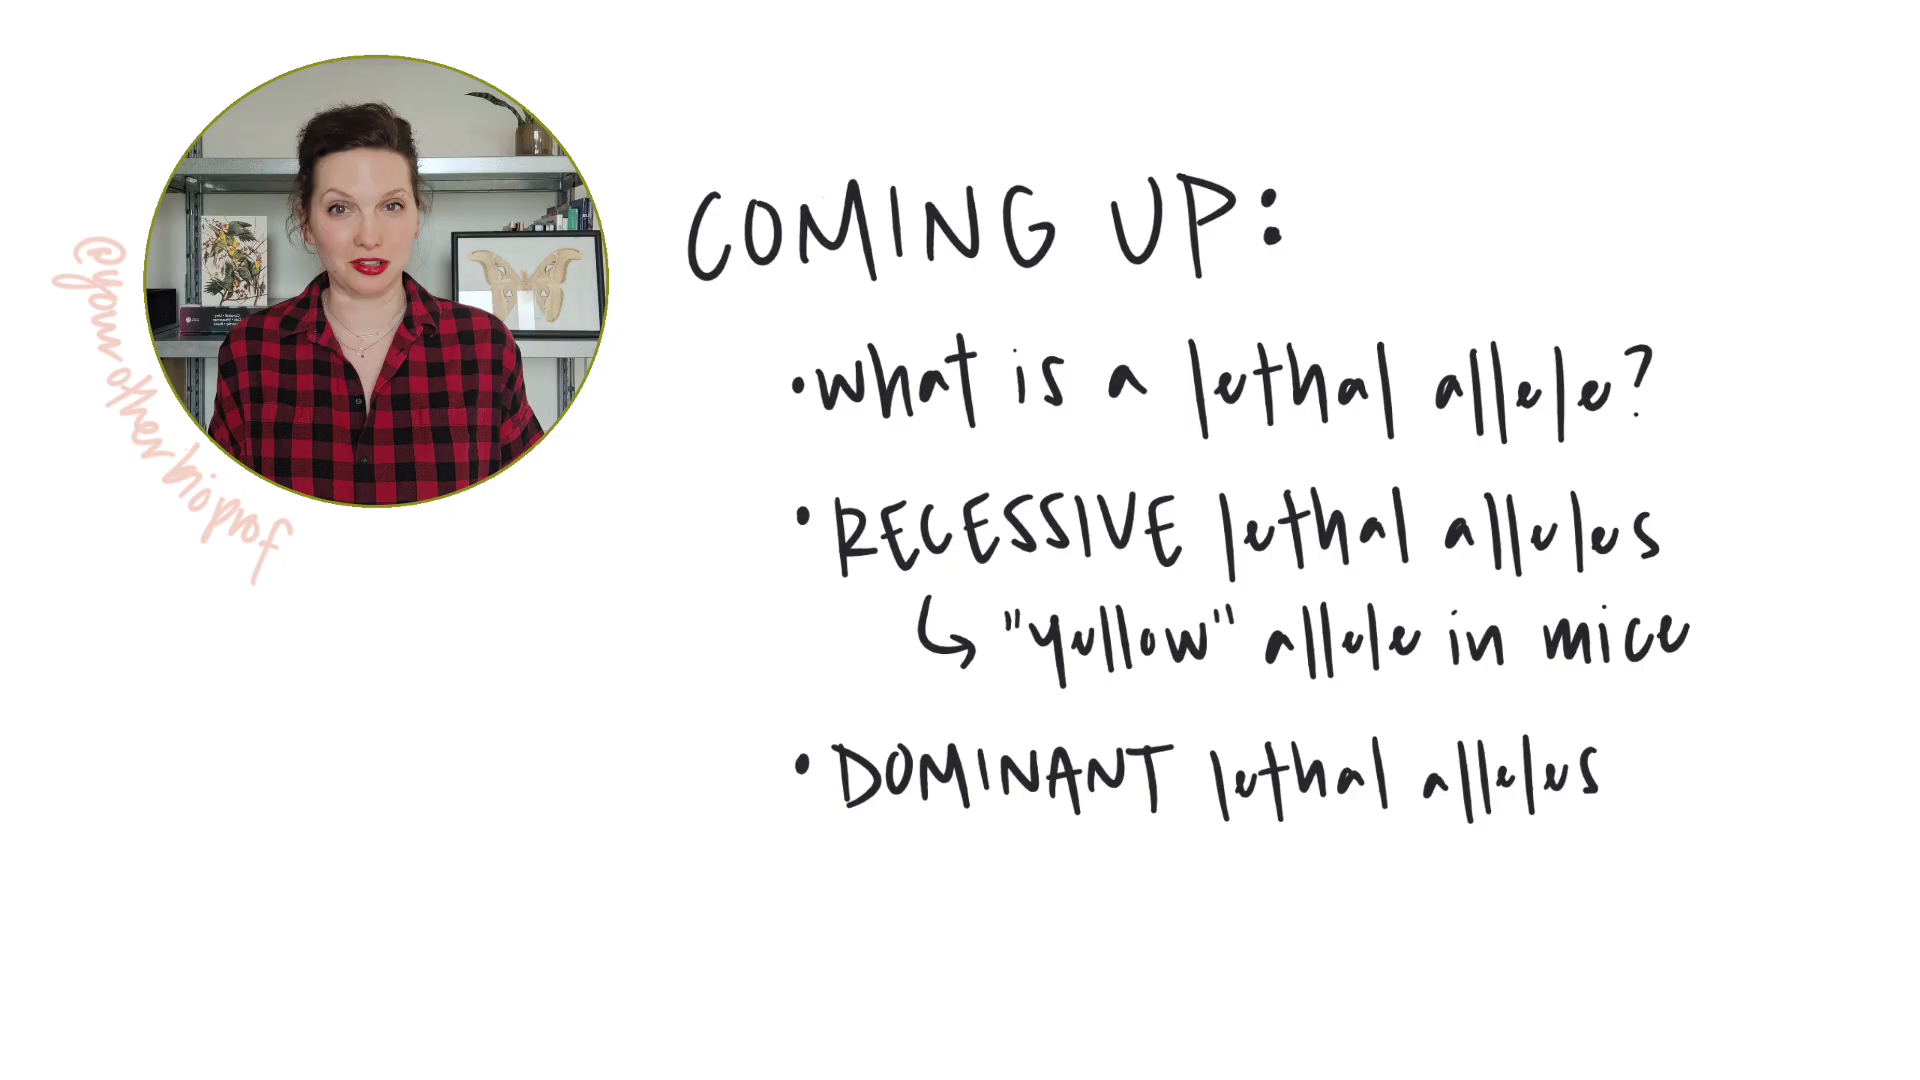 @yourotherbioprof
COMING UP:
•what is a lethal allele?
•RECESSIVE lethal alleles
↳ "yellow" allele in mice
•DOMINANT lethal alleles